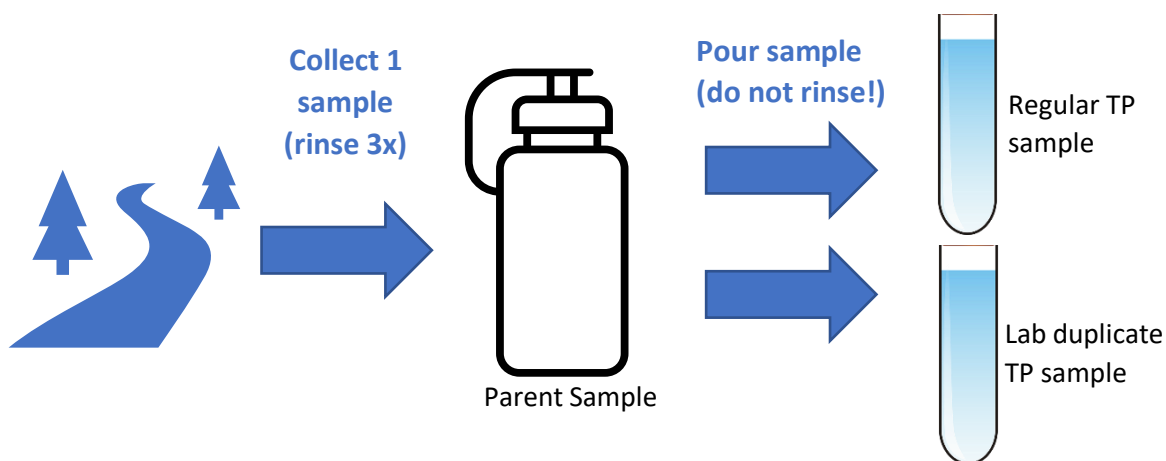 Collect 1
sample
(rinse 3x)
Pour sample
(do not rinse!)
Regular TP
sample
Parent Sample
Lab duplicate
TP sample